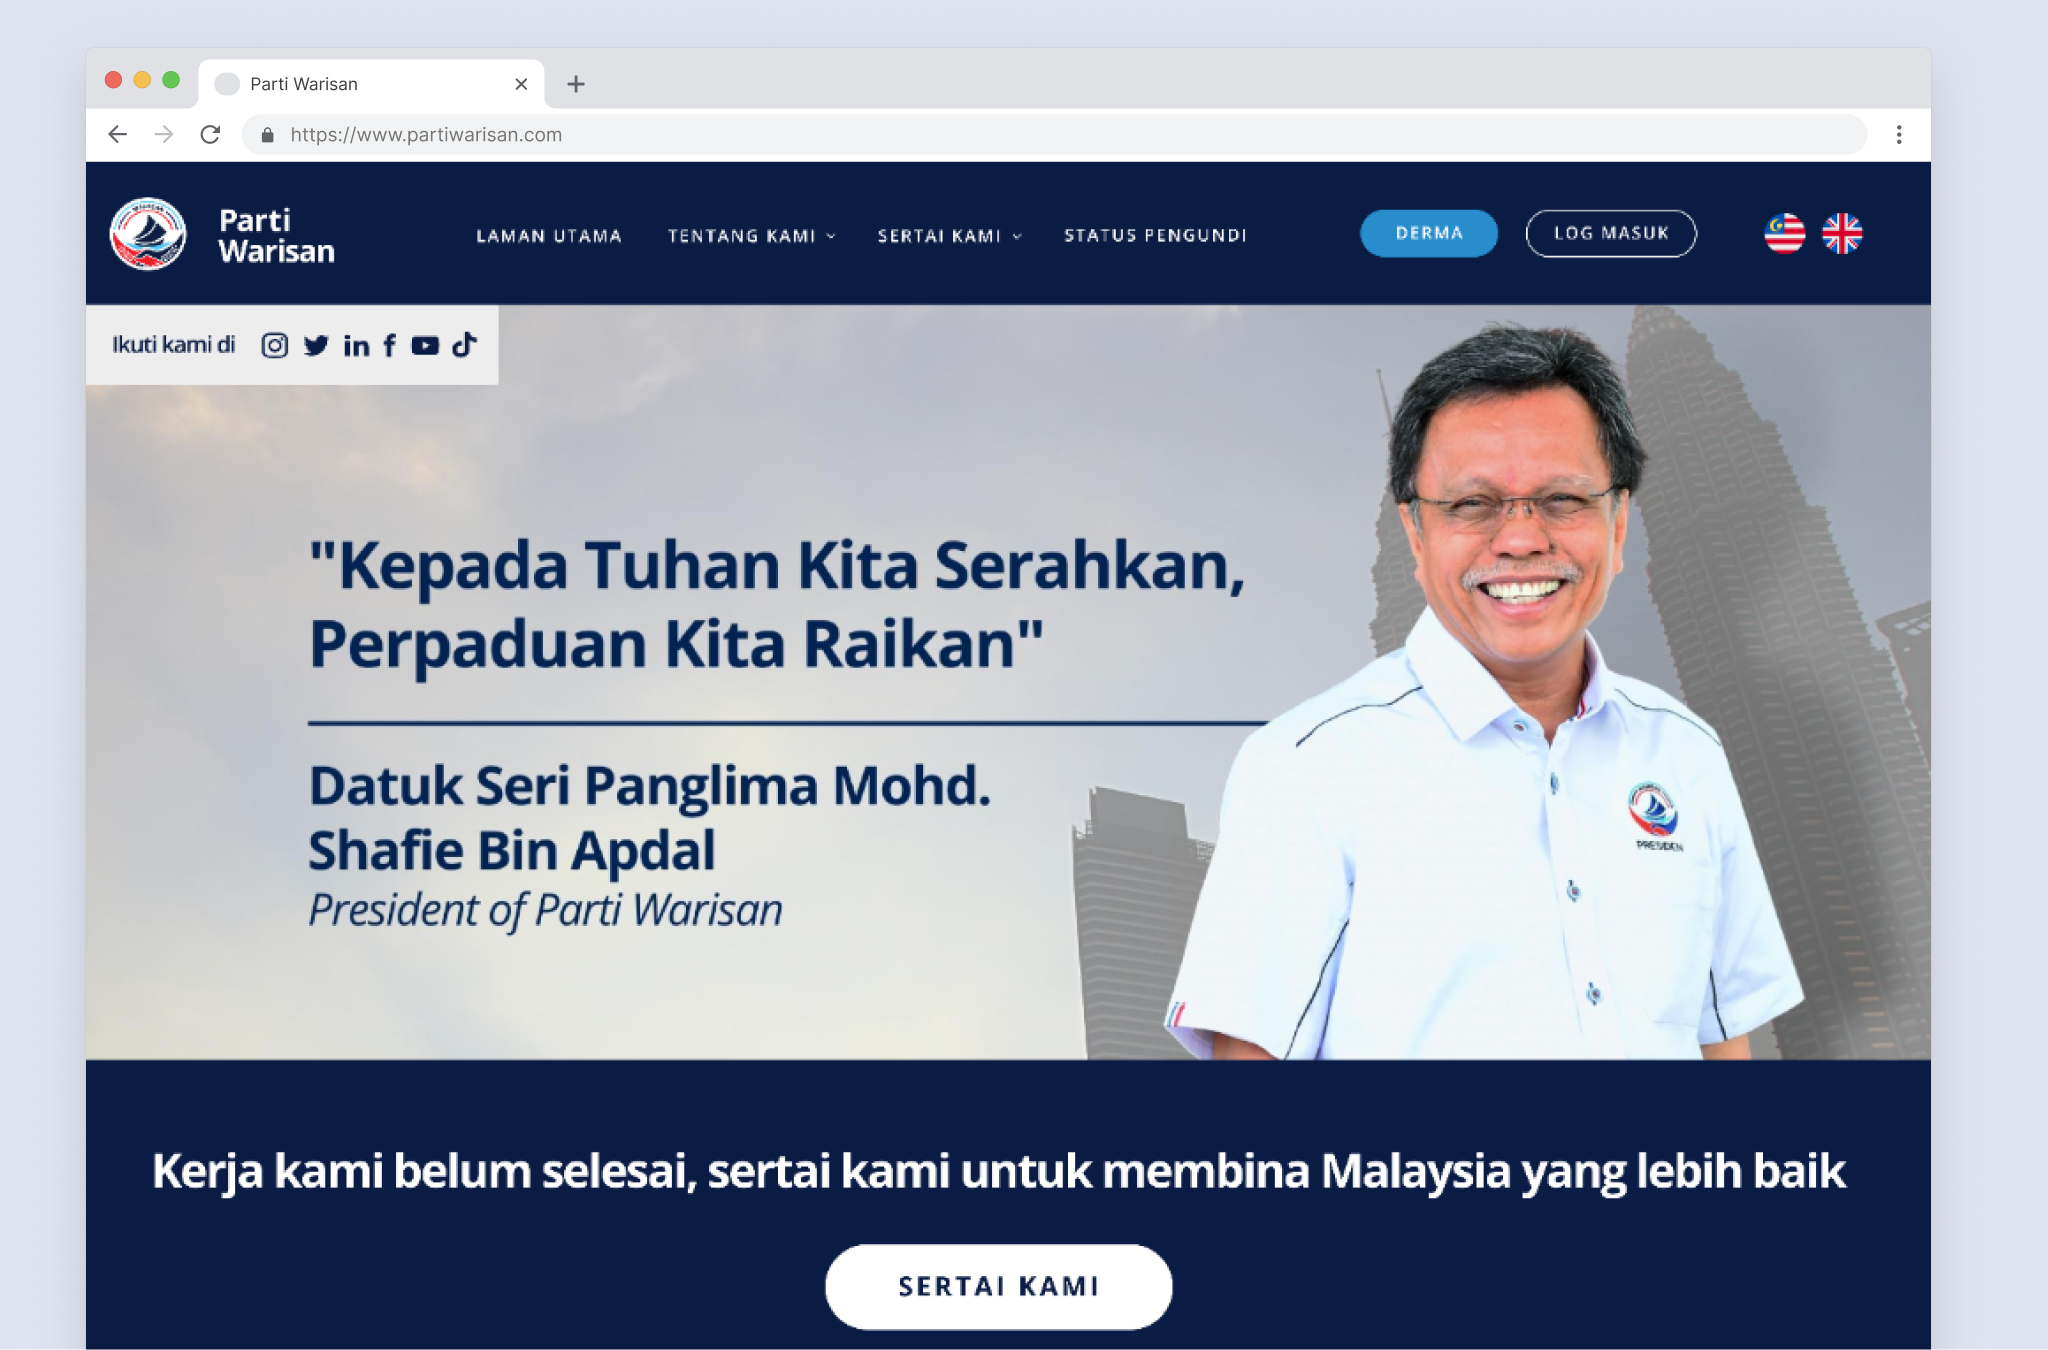 Parti Warisan
https://www.partiwarisan.com
Parti
Warisan
LAMAN UTAMA
TENTANG KAMI
SERTAI KAMI
STATUS PENGUNDI
DERMA
LOG MASUK
Ikuti kami di
"Kepada Tuhan Kita Serahkan,
Perpaduan Kita Raikan"
Datuk Seri Panglima Mohd.
Shafie Bin Apdal
President of Parti Warisan
PRESIDEN
Kerja kami belum selesai, sertai kami untuk membina Malaysia yang lebih baik
SERTAI KAMI